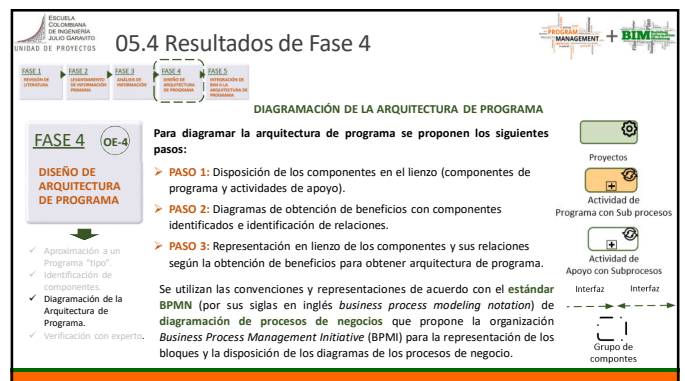 ESCUELA
COLOMBIANA
DE INGENIERÍA
JULIO GARAVITO
UNIDAD DE PROYECTOS
05.4 Resultados de Fase 4
PROGRAM
MANAGEMENT
+
BIM
FASE 1
REVISIÓN DE
LITERATURA
FASE 2
LEVANTAMIENTO
DE INFORMACIÓN
PRIMARIA
FASE 3
ANÁLISIS DE
INFORMACIÓN
FASE 4
DISEÑO DE
ARQUITECTURA
DE PROGRAMA
FASE 5
INTEGRACIÓN DE
BIM A LA
ARQUITECTURA DE
PROGRAMA
DIAGRAMACIÓN DE LA ARQUITECTURA DE PROGRAMA
FASE 4
OE-4
DISEÑO DE
ARQUITECTURA
DE PROGRAMA
✓ Aproximación a un
Programa "tipo".
✓ Identificación de
componentes.
✓ Diagramación de la
Arquitectura de
Programa.
✓ Verificación con experto.
Para diagramar la arquitectura de programa se proponen los siguientes
pasos:
➢ PASO 1: Disposición de los componentes en el lienzo (componentes de
programa y actividades de apoyo).
➢ PASO 2: Diagramas de obtención de beneficios con componentes
identificados e identificación de relaciones.
➢ PASO 3: Representación en lienzo de los componentes y sus relaciones
según la obtención de beneficios para obtener arquitectura de programa.
Se utilizan las convenciones y representaciones de acuerdo con el estándar
BPMN (por sus siglas en inglés business process modeling notation) de
diagramación de procesos de negocios que propone la organización
Business Process Management Initiative (BPMI) para la representación de los
bloques y la disposición de los diagramas de los procesos de negocio.
Proyectos
Actividad de
Programa con Sub procesos
Actividad de
Apoyo con Subprocesos
Interfaz Interfaz
Grupo de
compontes